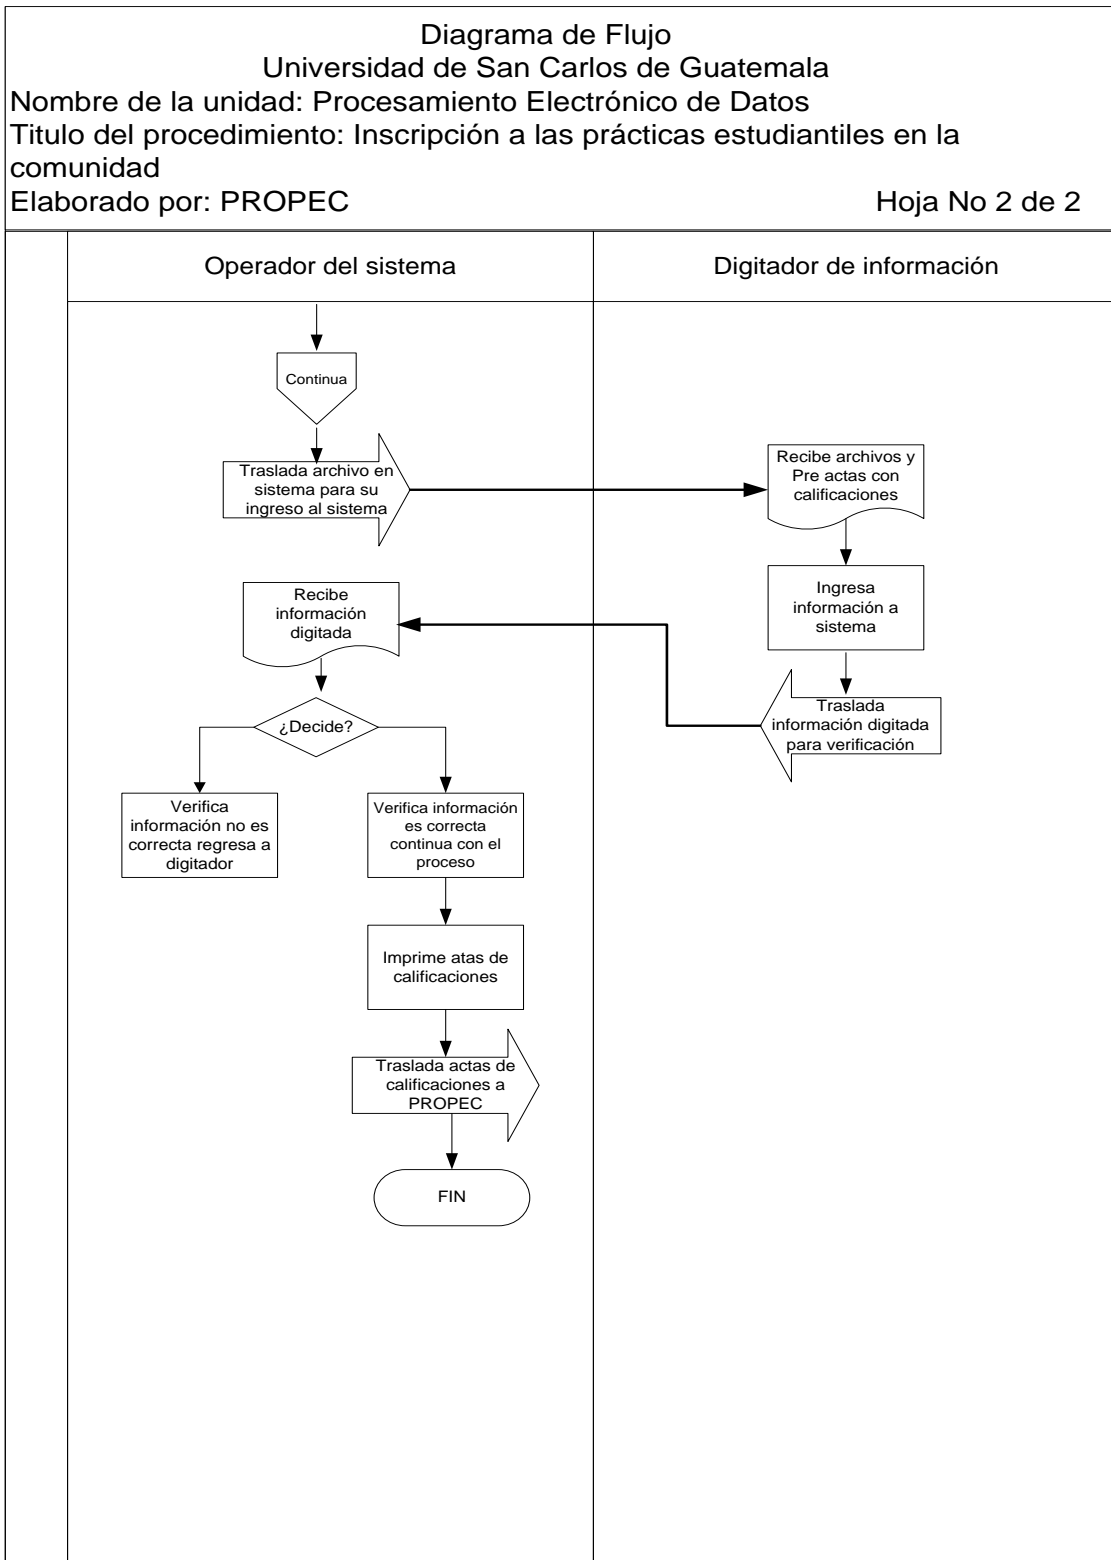 Diagrama de Flujo
Universidad de San Carlos de Guatemala
Nombre de la unidad: Procesamiento Electrónico de Datos
Titulo del procedimiento: Inscripción a las prácticas estudiantiles en la
comunidad
Elaborado por: PROPEC Hoja No 2 de 2
Operador del sistema
Digitador de información
Continua
Traslada archivo en
sistema para su
ingreso al sistema
Recibe archivos y
Pre actas con
calificaciones
Ingresa
información a
sistema
Traslada
información digitada
para verificación
Recibe
información
digitada
¿Decide?
Verifica
información no es
correcta regresa a
digitador
Verifica información
es correcta
continua con el
proceso
Imprime atas de
calificaciones
Traslada actas de
calificaciones a
PROPEC
FIN